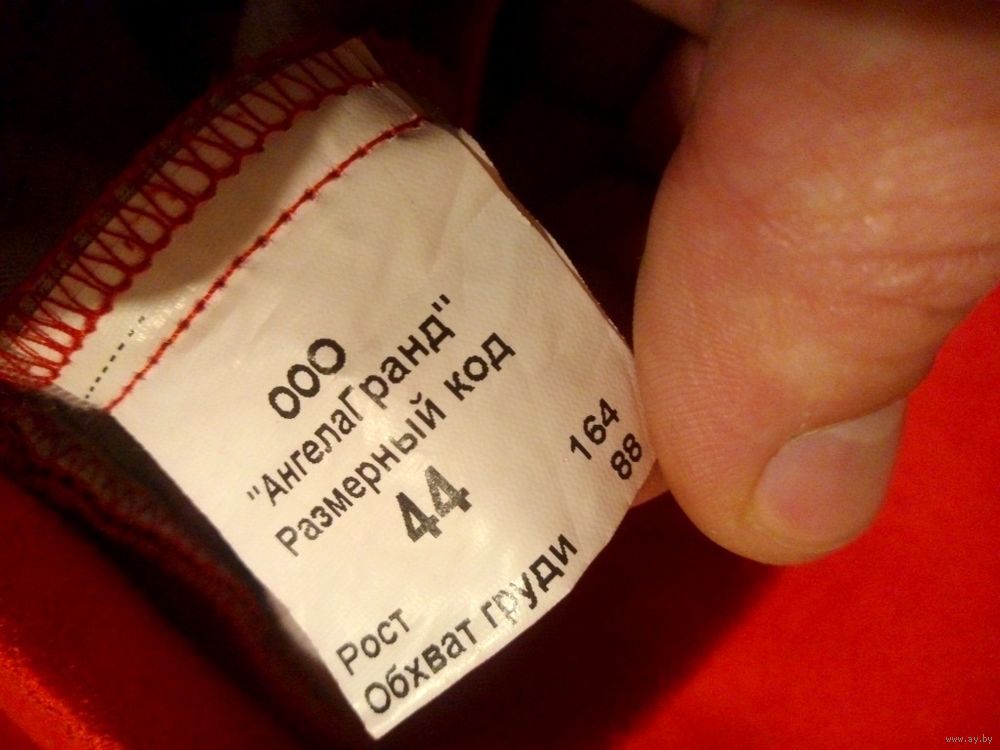 ООО
"АнгелаГранд"
Размерный код
44
Рост 164
Обхват груди 88
www.ay.by